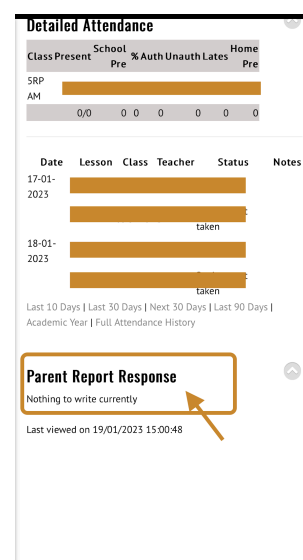 Detailed Attendance
Class Present School Pre % Auth Unauth Lates Home Pre
5RP AM
0/0 0 0 0 0 0 0
Date Lesson Class Teacher Status Notes
17-01-2023
taken
18-01-2023
taken
Last 10 Days | Last 30 Days | Next 30 Days | Last 90 Days |
Academic Year | Full Attendance History
Parent Report Response
Nothing to write currently
Last viewed on 19/01/2023 15:00:48